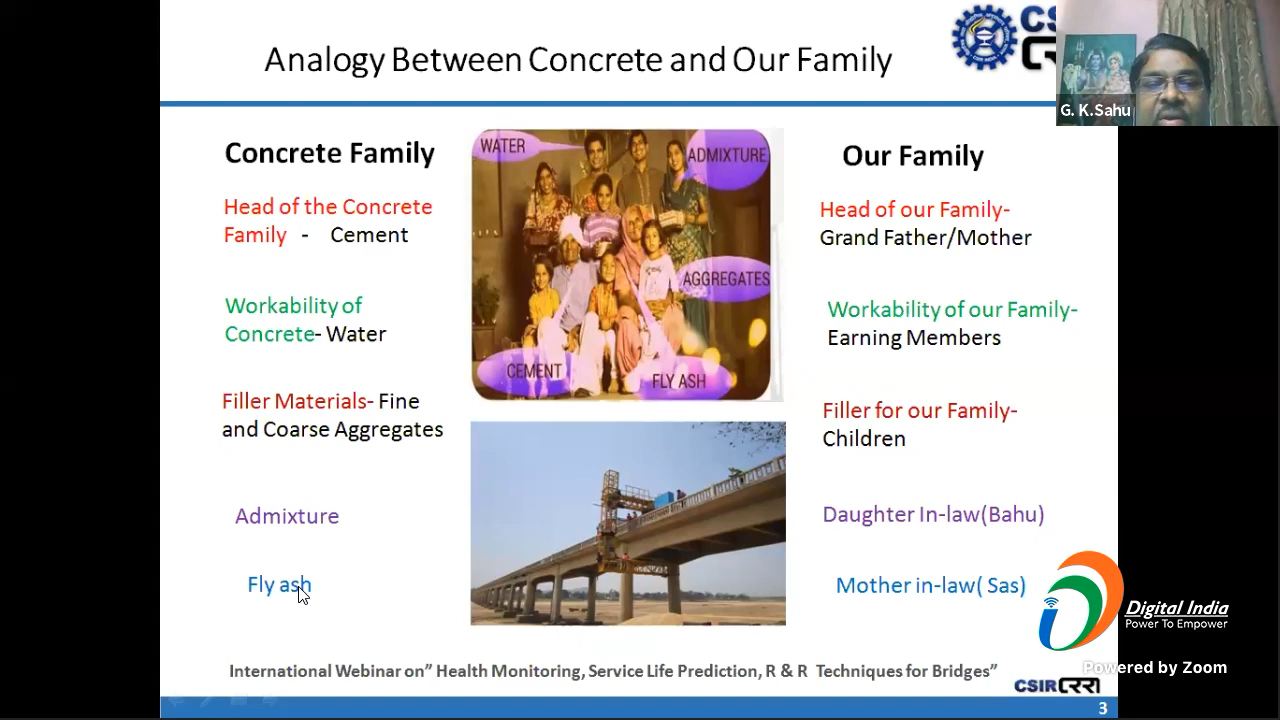 Analogy Between Concrete and Our Family
G. K.Sahu
Concrete Family
Head of the Concrete
Family - Cement
Workability of
Concrete- Water
Filler Materials- Fine
and Coarse Aggregates
Admixture
Fly ash
WATER
ADMIXTURE
AGGREGATES
CEMENT
FLY ASH
Our Family
Head of our Family-
Grand Father/Mother
Workability of our Family-
Earning Members
Filler for our Family-
Children
Daughter In-law(Bahu)
Mother in-law( Sas)
Digital India
Power To Empower
Powered by Zoom
International Webinar on” Health Monitoring, Service Life Prediction, R & R Techniques for Bridges”
CSIR CRRI
3